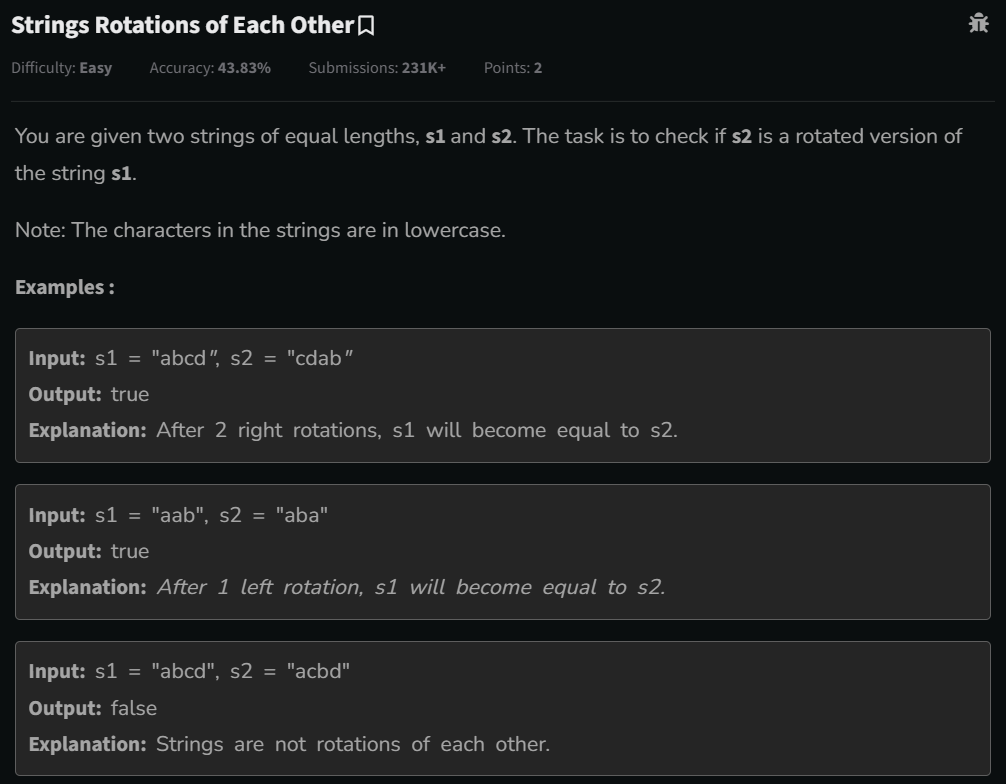 Strings Rotations of Each Other
Difficulty: Easy Accuracy: 43.83% Submissions: 231K+ Points: 2
You are given two strings of equal lengths, s1 and s2. The task is to check if s2 is a rotated version of
the string s1.
Note: The characters in the strings are in lowercase.
Examples :
Input: s1 = "abcd", s2 = "cdab"
Output: true
Explanation: After 2 right rotations, s1 will become equal to s2.
Input: s1 = "aab", s2 = "aba"
Output: true
Explanation: After 1 left rotation, s1 will become equal to s2.
Input: s1 = "abcd", s2 = "acbd"
Output: false
Explanation: Strings are not rotations of each other.